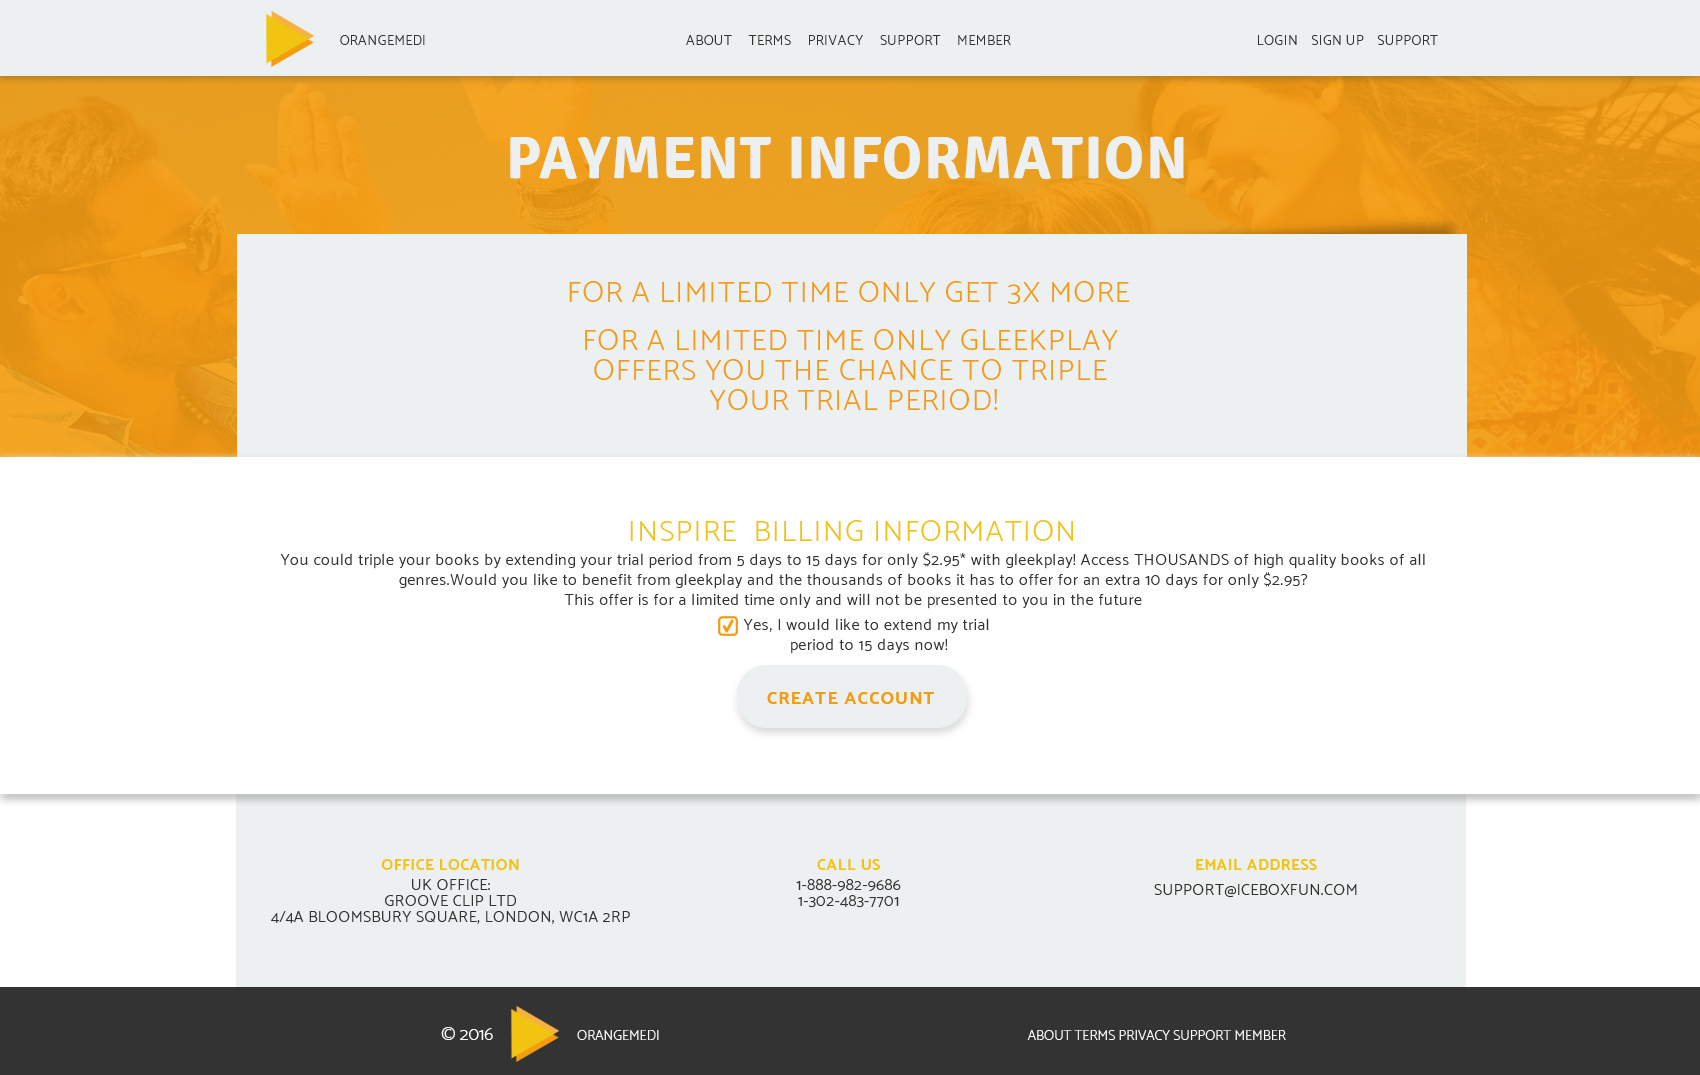 ORANGEMEDI
ABOUT TERMS PRIVACY SUPPORT MEMBER
LOGIN SIGN UP SUPPORT
PAYMENT INFORMATION
FOR A LIMITED TIME ONLY GET 3X MORE
FOR A LIMITED TIME ONLY GLEEKPLAY
OFFERS YOU THE CHANCE TO TRIPLE
YOUR TRIAL PERIOD!
INSPIRE BILLING INFORMATION
You could triple your books by extending your trial period from 5 days to 15 days for only $2.95* with gleekplay! Access THOUSANDS of high quality books of all
genres.Would you like to benefit from gleekplay and the thousands of books it has to offer for an extra 10 days for only $2.95?
This offer is for a limited time only and will not be presented to you in the future
Yes, I would like to extend my trial
period to 15 days now!
CREATE ACCOUNT
OFFICE LOCATION
UK OFFICE:
GROOVE CLIP LTD
4/4A BLOOMSBURY SQUARE, LONDON, WC1A 2RP
CALL US
1-888-982-9686
1-302-483-7701
EMAIL ADDRESS
SUPPORT@ICEBOXFUN.COM
© 2016
ORANGEMEDI
ABOUT TERMS PRIVACY SUPPORT MEMBER